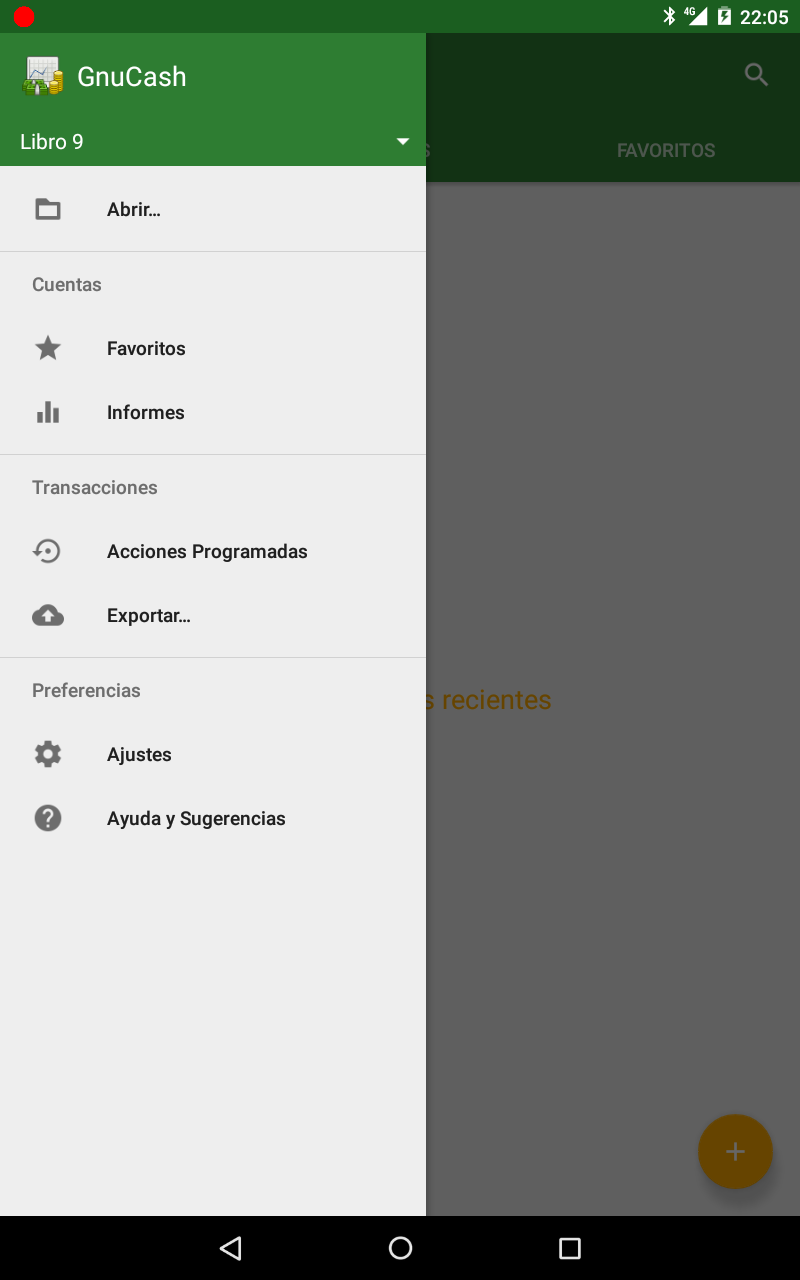 4G 22:05
GnuCash
Libro 9
FAVORITOS
Abrir...
Cuentas
Favoritos
Informes
Transacciones
Acciones Programadas
Exportar...
Preferencias
recientes
Ajustes
Ayuda y Sugerencias